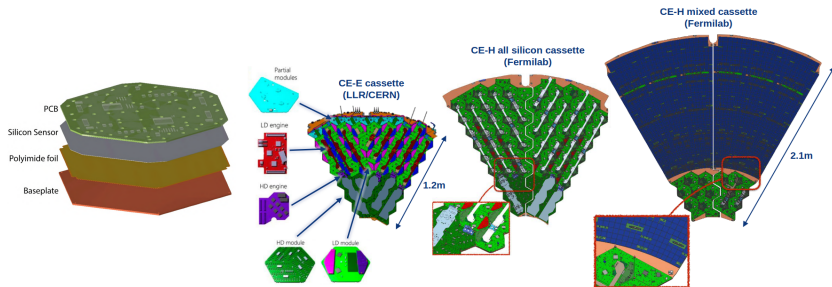 PCB
Silicon Sensor
Polyimide foil
Baseplate
Partial
modules
LD engine
HD engine
HD module
LD module
CE-E cassette
(LLR/CERN)
1.2m
CE-H all silicon cassette
(Fermilab)
CE-H mixed cassette
(Fermilab)
2.1m